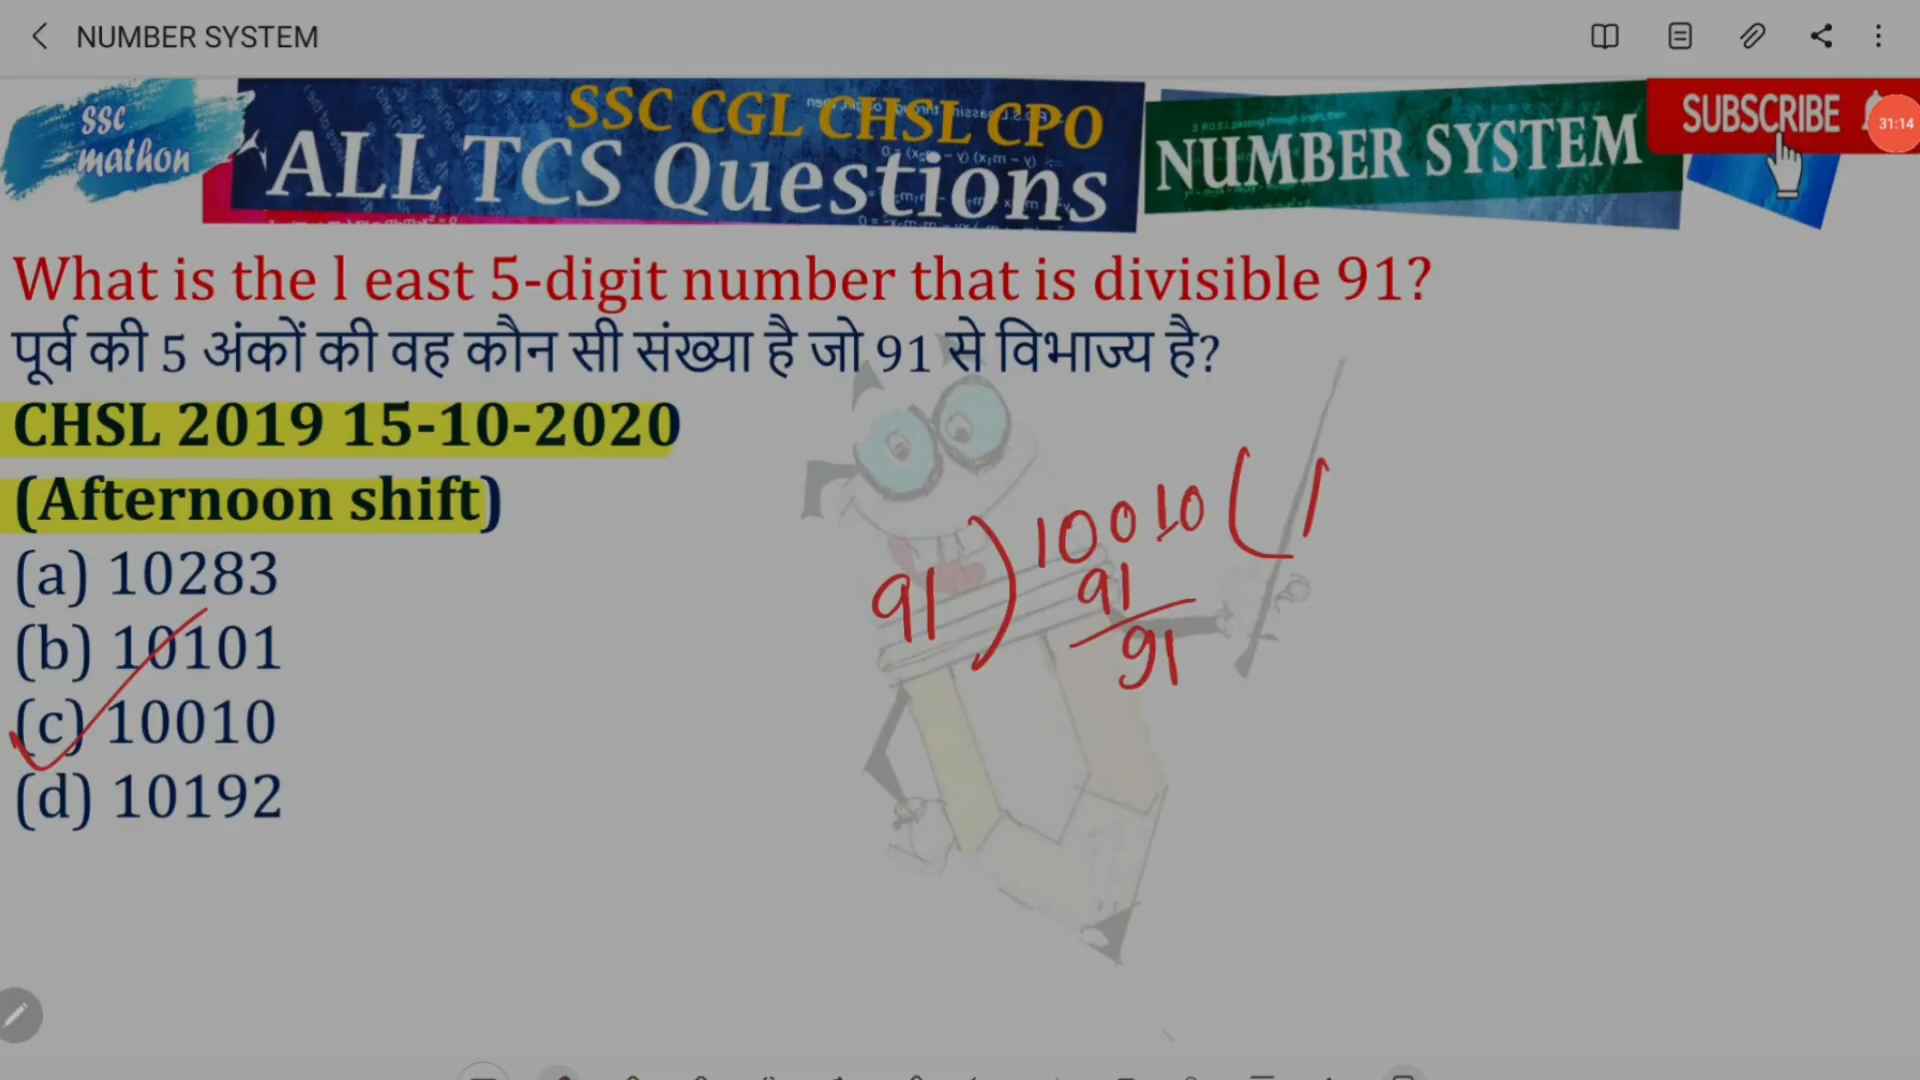 NUMBER SYSTEM
ssc
mathon
SSC CGL CHSL CPO
ALL TCS Questions
NUMBER SYSTEM
SUBSCRIBE
31:14
What is the l east 5-digit number that is divisible 91?
पूर्व की 5 अंकों की वह कौन सी संख्या है जो 91 से विभाज्य है?
CHSL 2019 15-10-2020
(Afternoon shift)
(a) 10283
(b) 10101
(c) 10010
(d) 10192
91 ) 10010 ( 1
91
91